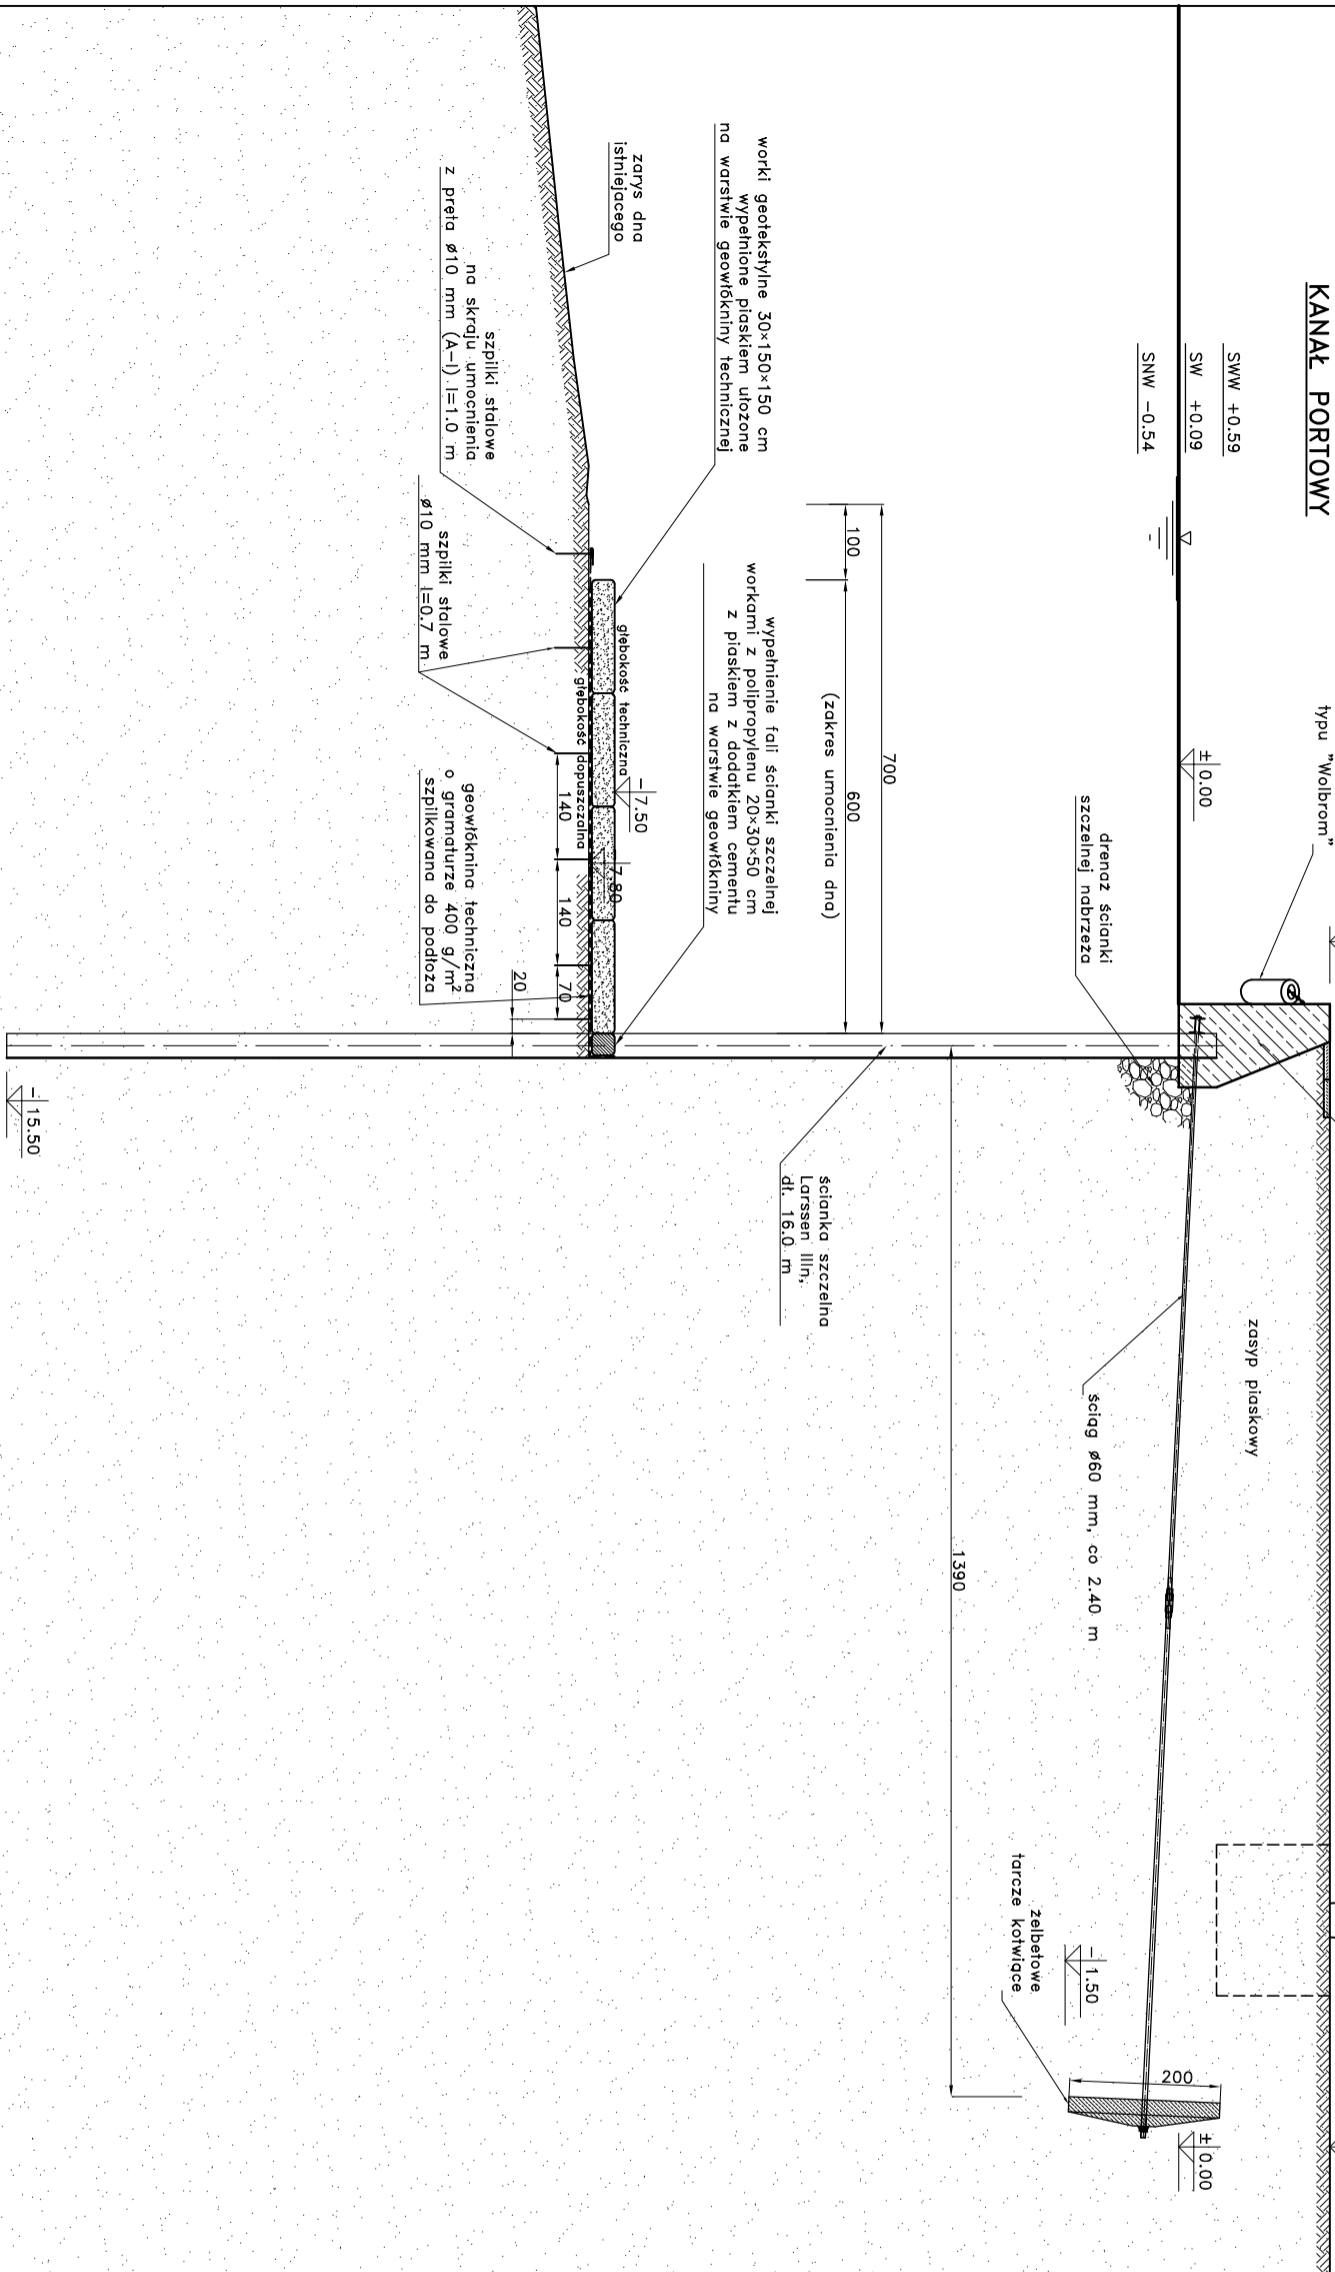 KANAŁ PORTOWY
typu "Wolbrom"
SWW +0.59
SW +0.09
SNW -0.54
± 0.00
drenaż ścianki
szczelnej nabrzeża
zasyp piaskowy
ściąg ø60 mm, co 2.40 m
± 0.00
200
-1.50
żelbetowe
tarcze kotwiące
1390
700
100
600
(zakres umocnienia dna)
ścianka szczelna
Larssen IIIn,
dł. 16.0 m
worki geotekstylne 30×150×150 cm
wypełnione piaskiem ułożone
na warstwie geowłókniny technicznej
wypełnienie fali ścianki szczelnej
workami z polipropylenu 20×30×50 cm
z piaskiem z dodatkiem cementu
na warstwie geowłókniny
zarys dna
istniejącego
głębokość techniczna
-7.50
głębokość dopuszczalna
-7.80
140
140
70
20
szpilki stalowe
na skraju umocnienia
z pręta ø10 mm (A-I) l=1.0 m
szpilki stalowe
ø10 mm l=0.7 m
geowłóknina techniczna
o gramaturze 400 g/m²
szpilkowana do podłoża
-15.50